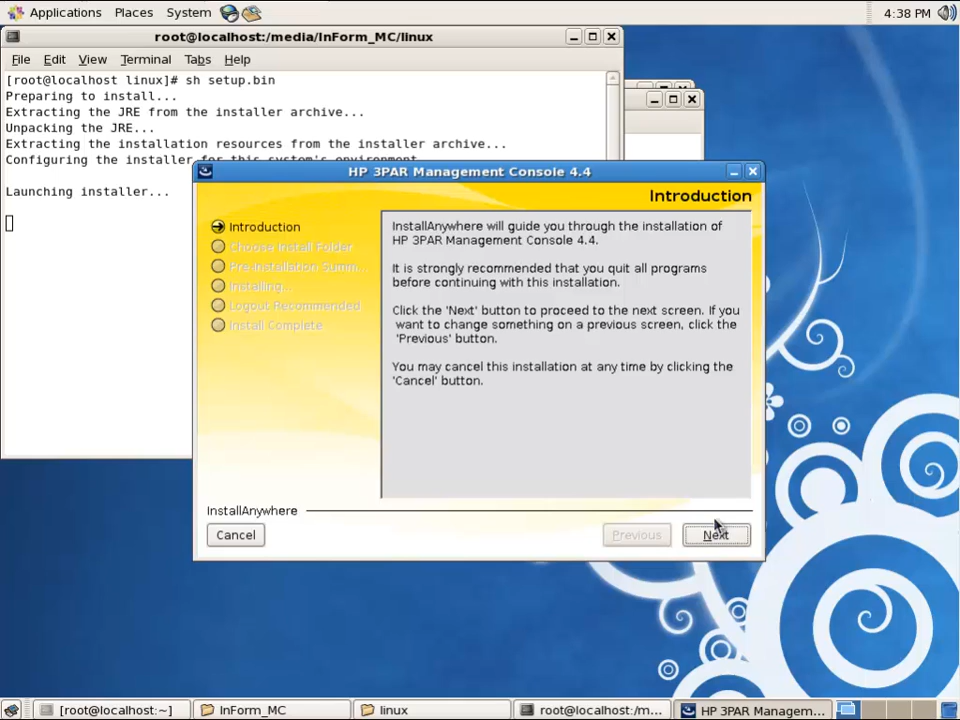 Applications Places System 4:38 PM
root@localhost:/media/InForm_MC/linux
File Edit View Terminal Tabs Help
[root@localhost linux]# sh setup.bin
Preparing to install...
Extracting the JRE from the installer archive...
Unpacking the JRE...
Extracting the installation resources from the installer archive...
Configuring the installer for this system's environment
Launching installer...
HP 3PAR Management Console 4.4
Introduction
Introduction
Choose Install Folder
Pre-Installation Summ...
Installing...
Logout Recommended
Install Complete
InstallAnywhere will guide you through the installation of
HP 3PAR Management Console 4.4.
It is strongly recommended that you quit all programs
before continuing with this installation.
Click the 'Next' button to proceed to the next screen. If you
want to change something on a previous screen, click the
'Previous' button.
You may cancel this installation at any time by clicking the
'Cancel' button.
InstallAnywhere
Cancel Previous Next
[root@localhost:~] InForm_MC linux root@localhost:/m... HP 3PAR Managem...